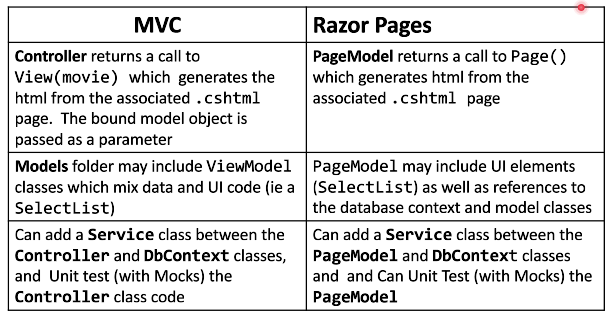 MVC
Razor Pages
Controller returns a call to
View(movie) which generates the
html from the associated .cshtml
page. The bound model object is
passed as a parameter
PageModel returns a call to Page()
which generates html from the
associated .cshtml page
Models folder may include ViewModel
classes which mix data and UI code (ie a
SelectList)
PageModel may include UI elements
(SelectList) as well as references to
the database context and model classes
Can add a Service class between the
Controller and DbContext classes,
and Unit test (with Mocks) the
Controller class code
Can add a Service class between the
PageModel and DbContext classes
and and Can Unit Test (with Mocks) the
PageModel